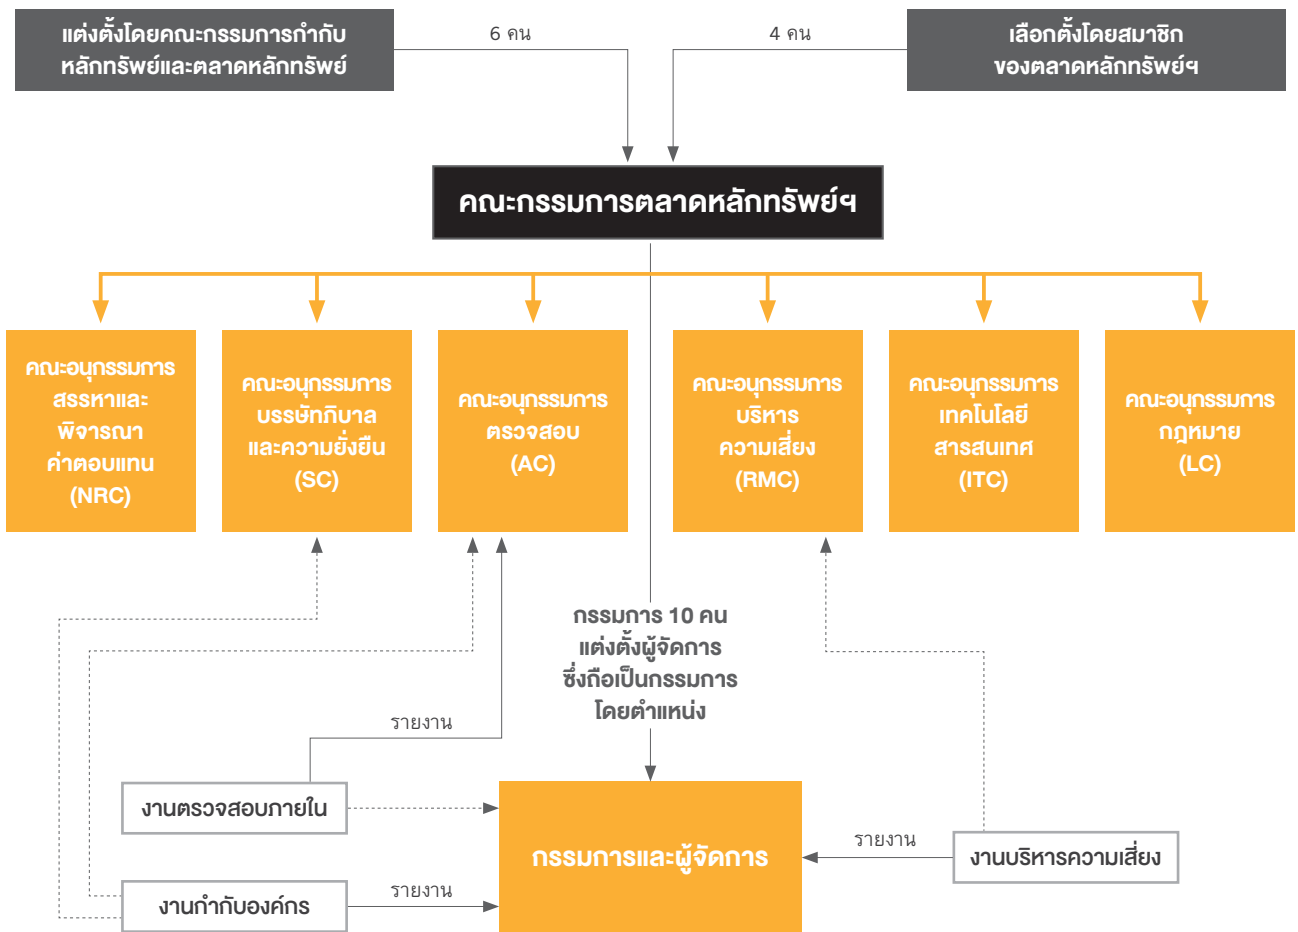 แต่งตั้งโดยคณะกรรมการกำกับ
หลักทรัพย์และตลาดหลักทรัพย์
6 คน
4 คน
เลือกตั้งโดยสมาชิก
ของตลาดหลักทรัพย์ฯ
คณะกรรมการตลาดหลักทรัพย์ฯ
คณะอนุกรรมการ
สรรหาและ
พิจารณา
ค่าตอบแทน
(NRC)
คณะอนุกรรมการ
บรรษัทภิบาล
และความยั่งยืน
(SC)
คณะอนุกรรมการ
ตรวจสอบ
(AC)
คณะอนุกรรมการ
บริหาร
ความเสี่ยง
(RMC)
คณะอนุกรรมการ
เทคโนโลยี
สารสนเทศ
(ITC)
คณะอนุกรรมการ
กฎหมาย
(LC)
กรรมการ 10 คน
แต่งตั้งผู้จัดการ
ซึ่งถือเป็นกรรมการ
โดยตำแหน่ง
รายงาน
งานตรวจสอบภายใน
กรรมการและผู้จัดการ
รายงาน
งานบริหารความเสี่ยง
รายงาน
งานกำกับองค์กร